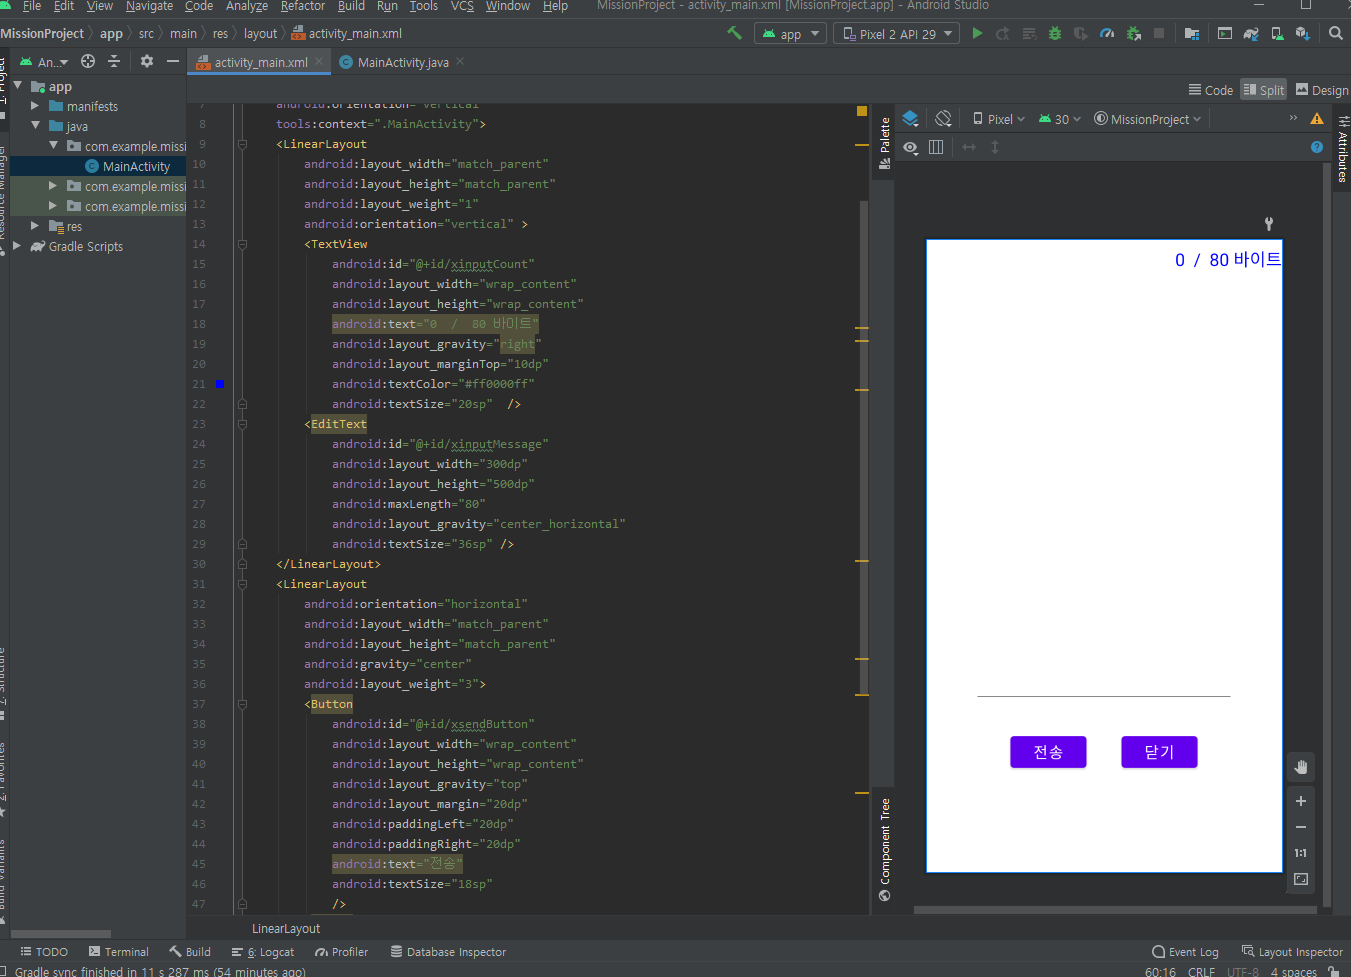 File Edit View Navigate Code Analyze Refactor Build Run Tools VCS Window Help MissionProject - activity_main.xml [MissionProject.app] - Android Studio
MissionProject app src main res layout activity_main.xml app Pixel 2 API 29
An... activity_main.xml MainActivity.java
Code Split Design
app
manifests
java
com.example.missi
MainActivity
com.example.missi
com.example.missi
res
Gradle Scripts
7 android:orientation="vertical"
8 tools:context=".MainActivity">
9 <LinearLayout
10 android:layout_width="match_parent"
11 android:layout_height="match_parent"
12 android:layout_weight="1"
13 android:orientation="vertical" >
14 <TextView
15 android:id="@+id/xinputCount"
16 android:layout_width="wrap_content"
17 android:layout_height="wrap_content"
18 android:text="0  /  80 바이트"
19 android:layout_gravity="right"
20 android:layout_marginTop="10dp"
21 android:textColor="#ff0000ff"
22 android:textSize="20sp"  />
23 <EditText
24 android:id="@+id/xinputMessage"
25 android:layout_width="300dp"
26 android:layout_height="500dp"
27 android:maxLength="80"
28 android:layout_gravity="center_horizontal"
29 android:textSize="36sp" />
30 </LinearLayout>
31 <LinearLayout
32 android:orientation="horizontal"
33 android:layout_width="match_parent"
34 android:layout_height="match_parent"
35 android:gravity="center"
36 android:layout_weight="3">
37 <Button
38 android:id="@+id/xsendButton"
39 android:layout_width="wrap_content"
40 android:layout_height="wrap_content"
41 android:layout_gravity="top"
42 android:layout_margin="20dp"
43 android:paddingLeft="20dp"
44 android:paddingRight="20dp"
45 android:text="전송"
46 android:textSize="18sp"
47 />
LinearLayout
Palette
Component Tree
Pixel 30 MissionProject
Attributes
0 / 80 바이트
전송 닫기
1:1
TODO Terminal Build 6: Logcat Profiler Database Inspector Event Log Layout Inspector
Gradle sync finished in 11 s 287 ms (54 minutes ago) 60:16 CRLF UTF-8 4 spaces